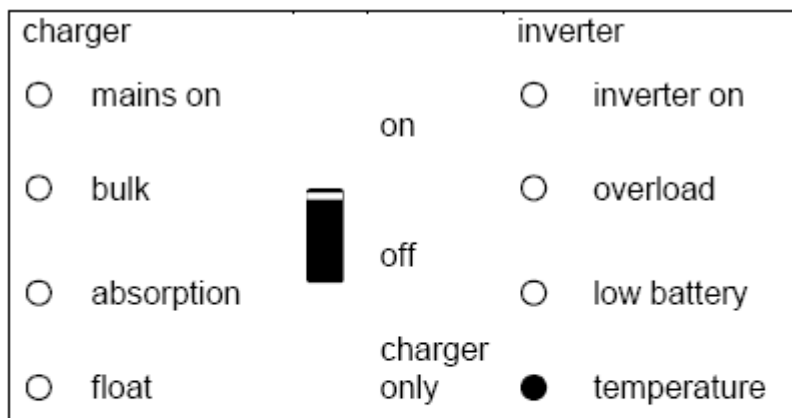 charger
inverter
mains on
on
inverter on
bulk
overload
off
absorption
low battery
charger
only
float
temperature